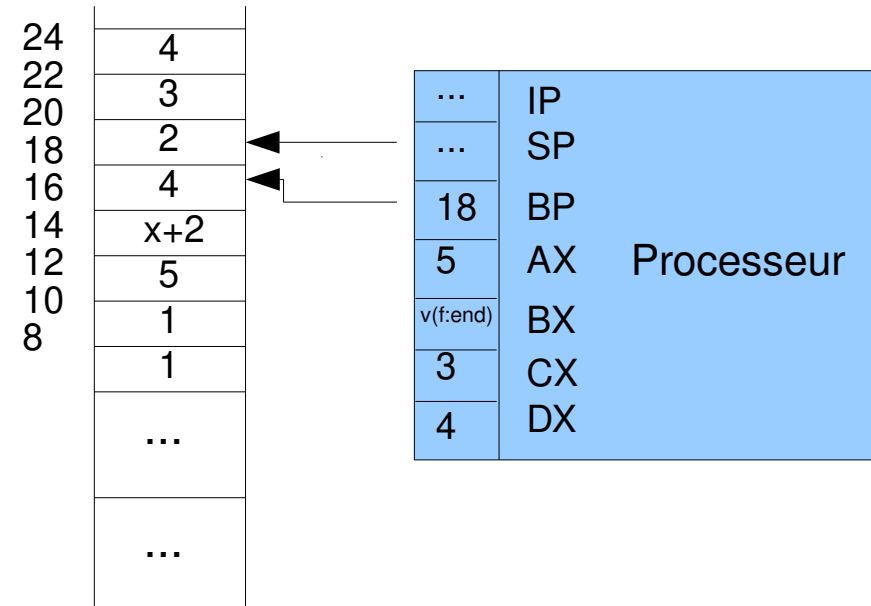 24
22
20
18
16
14
12
10
8
4
3
2
4
x+2
5
1
1
...
...
... IP
... SP
18 BP
5 AX Processeur
v(f:end) BX
3 CX
4 DX